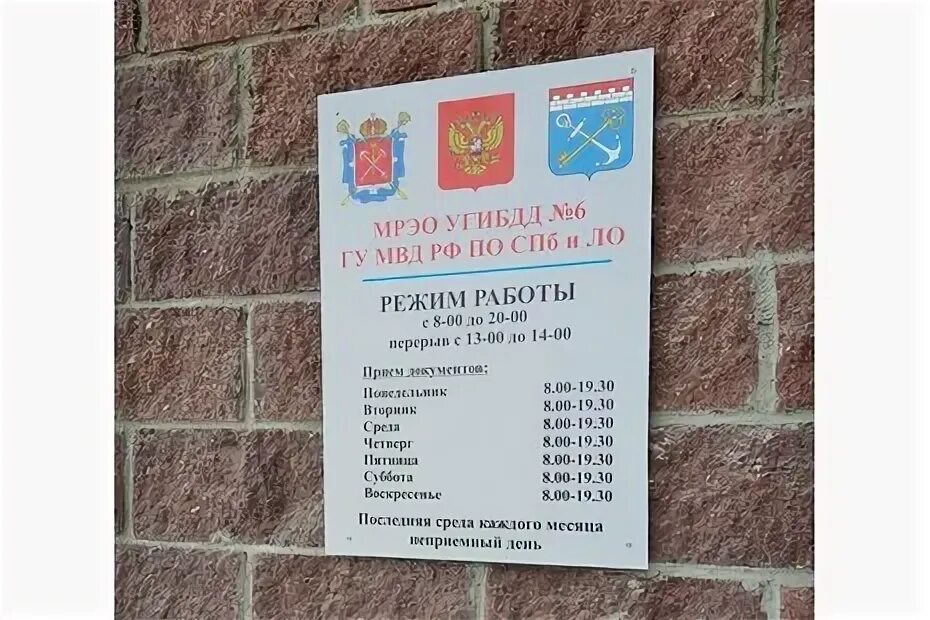 МРЭО УГИБДД №6
ГУ МВД РФ ПО СПб и ЛО
РЕЖИМ РАБОТЫ
с 8-00 до 20-00
перерыв с 13-00 до 14-00
Прием документов:
Понедельник 8.00-19.30
Вторник 8.00-19.30
Среда 8.00-19.30
Четверг 8.00-19.30
Пятница 8.00-19.30
Суббота 8.00-19.30
Воскресенье 8.00-19.30
Последняя среда каждого месяца
неприемный день